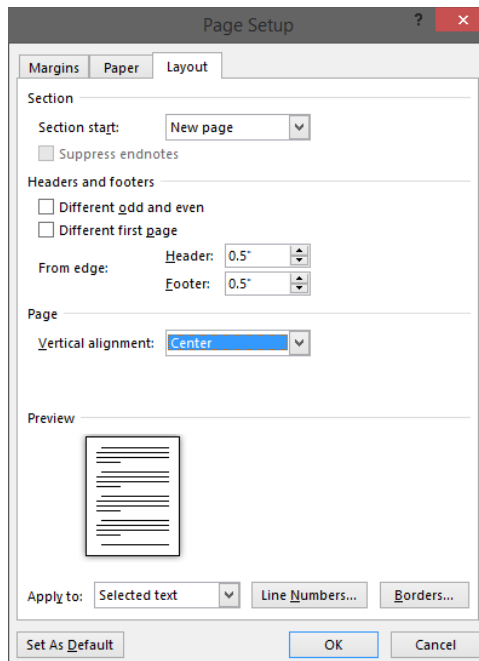 Page Setup ? ×
Margins Paper Layout
Section
Section start: New page
Suppress endnotes
Headers and footers
Different odd and even
Different first page
From edge: Header: 0.5"
Footer: 0.5"
Page
Vertical alignment: Center
Preview
Apply to: Selected text Line Numbers... Borders...
Set As Default OK Cancel